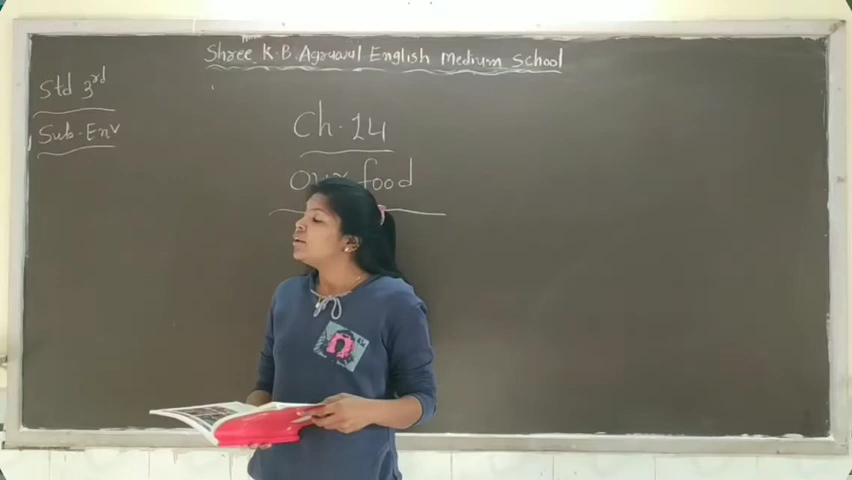 Shree K.B. Agrawal English Medium School
Std 3rd
Sub-Env
Ch.14
Our food